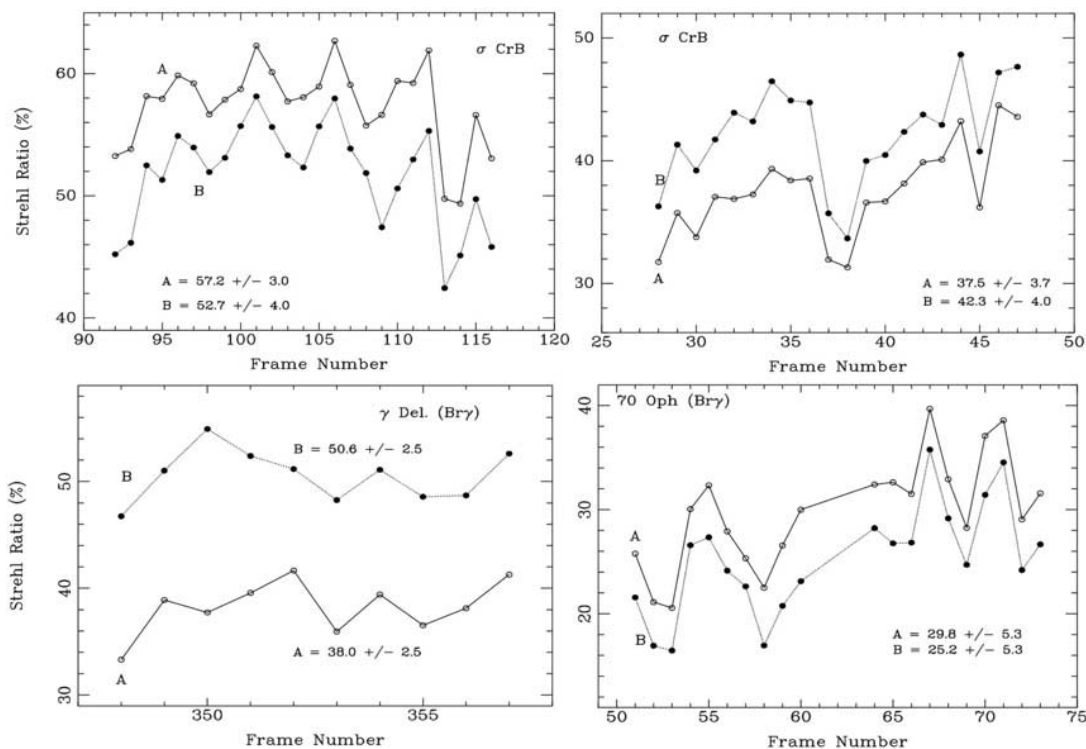 σ CrB
A
B
A = 57.2 +/− 3.0
B = 52.7 +/− 4.0
60
50
40
90 95 100 105 110 115 120
Strehl Ratio (%)
Frame Number
σ CrB
B
A
A = 37.5 +/− 3.7
B = 42.3 +/− 4.0
50
40
30
25 30 35 40 45 50
Frame Number
γ Del. (Brγ)
B = 50.6 +/− 2.5
B
A = 38.0 +/− 2.5
A
50
40
30
350 355
Strehl Ratio (%)
Frame Number
70 Oph (Brγ)
A
B
A = 29.8 +/− 5.3
B = 25.2 +/− 5.3
40
30
20
50 55 60 65 70 75
Frame Number